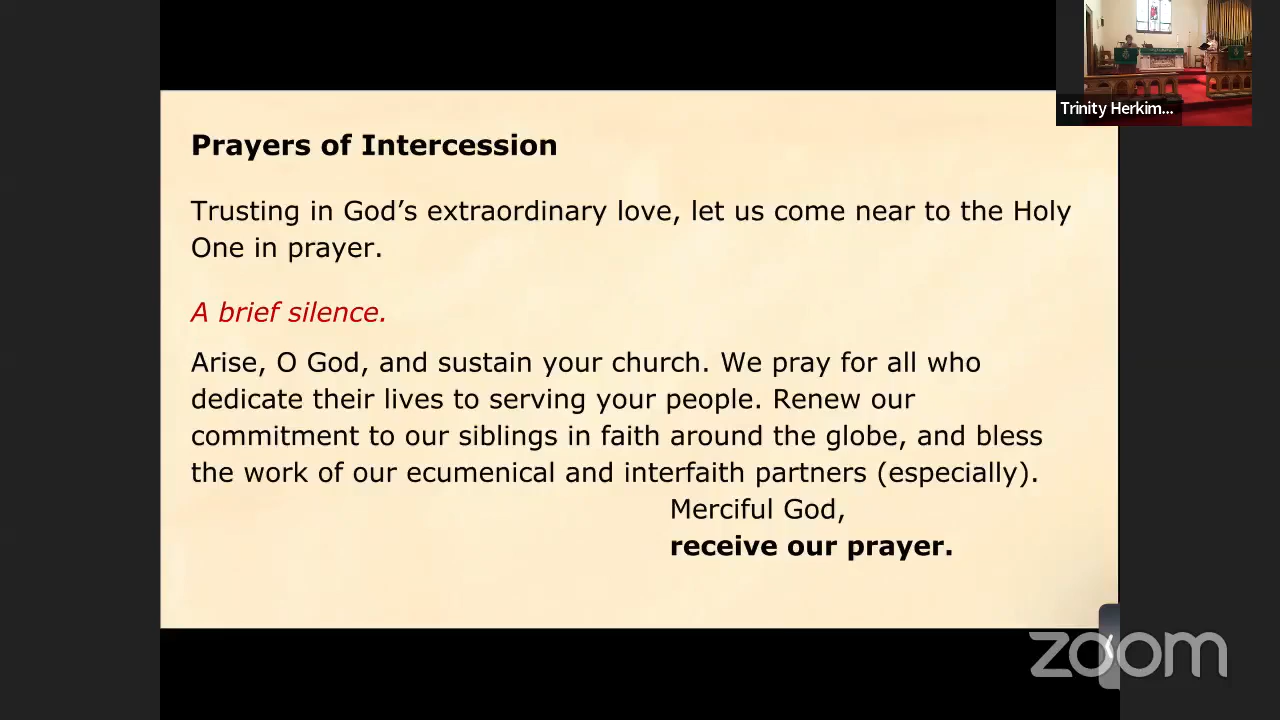 Trinity Herkim...
Prayers of Intercession
Trusting in God’s extraordinary love, let us come near to the Holy
One in prayer.
A brief silence.
Arise, O God, and sustain your church. We pray for all who
dedicate their lives to serving your people. Renew our
commitment to our siblings in faith around the globe, and bless
the work of our ecumenical and interfaith partners (especially).
Merciful God,
receive our prayer.
zoom